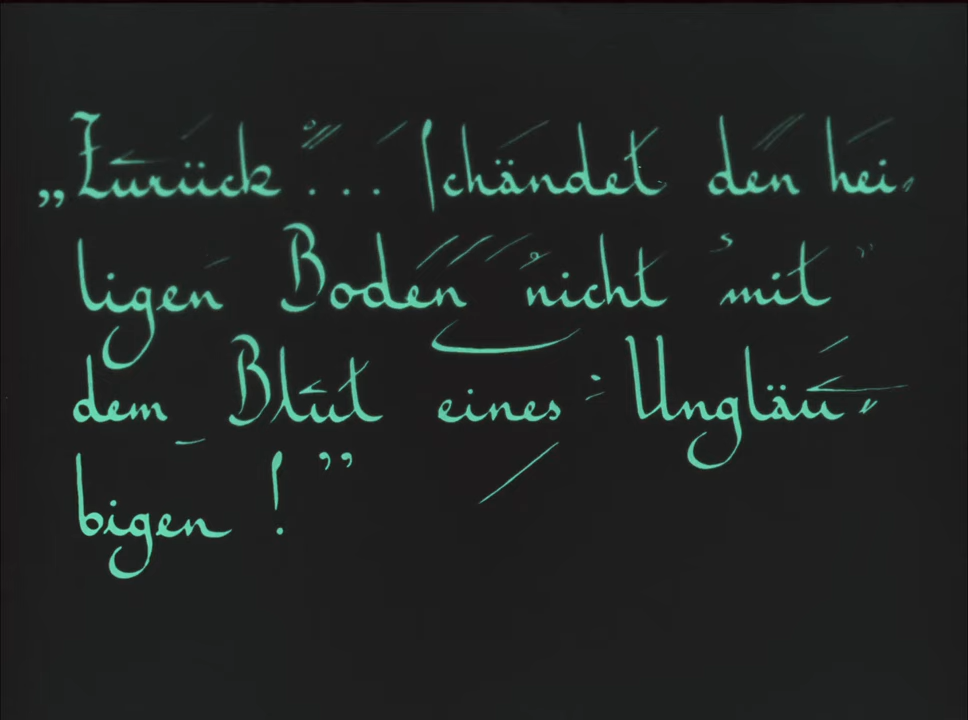 „Zurück ... schändet den hei-
ligen Boden nicht mit
dem Blut eines Ungläu-
bigen !”